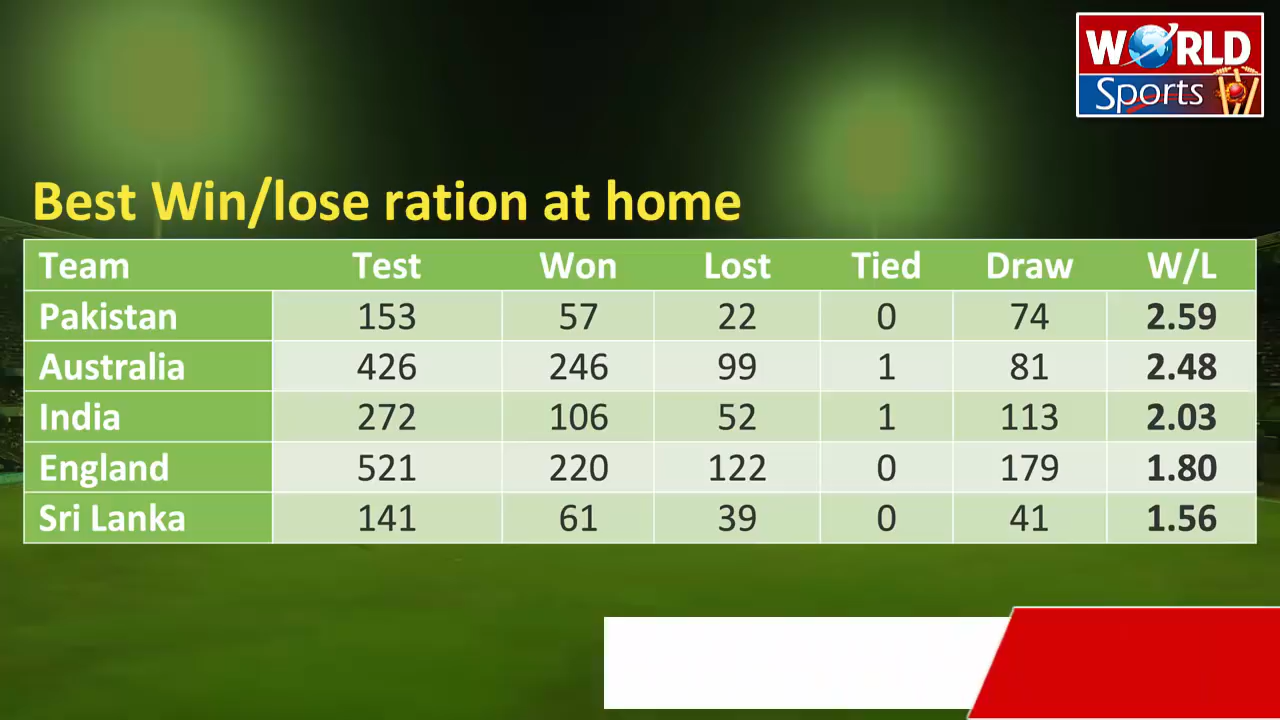 WORLD
Sports
Best Win/lose ration at home
Team Test Won Lost Tied Draw W/L
Pakistan 153 57 22 0 74 2.59
Australia 426 246 99 1 81 2.48
India 272 106 52 1 113 2.03
England 521 220 122 0 179 1.80
Sri Lanka 141 61 39 0 41 1.56